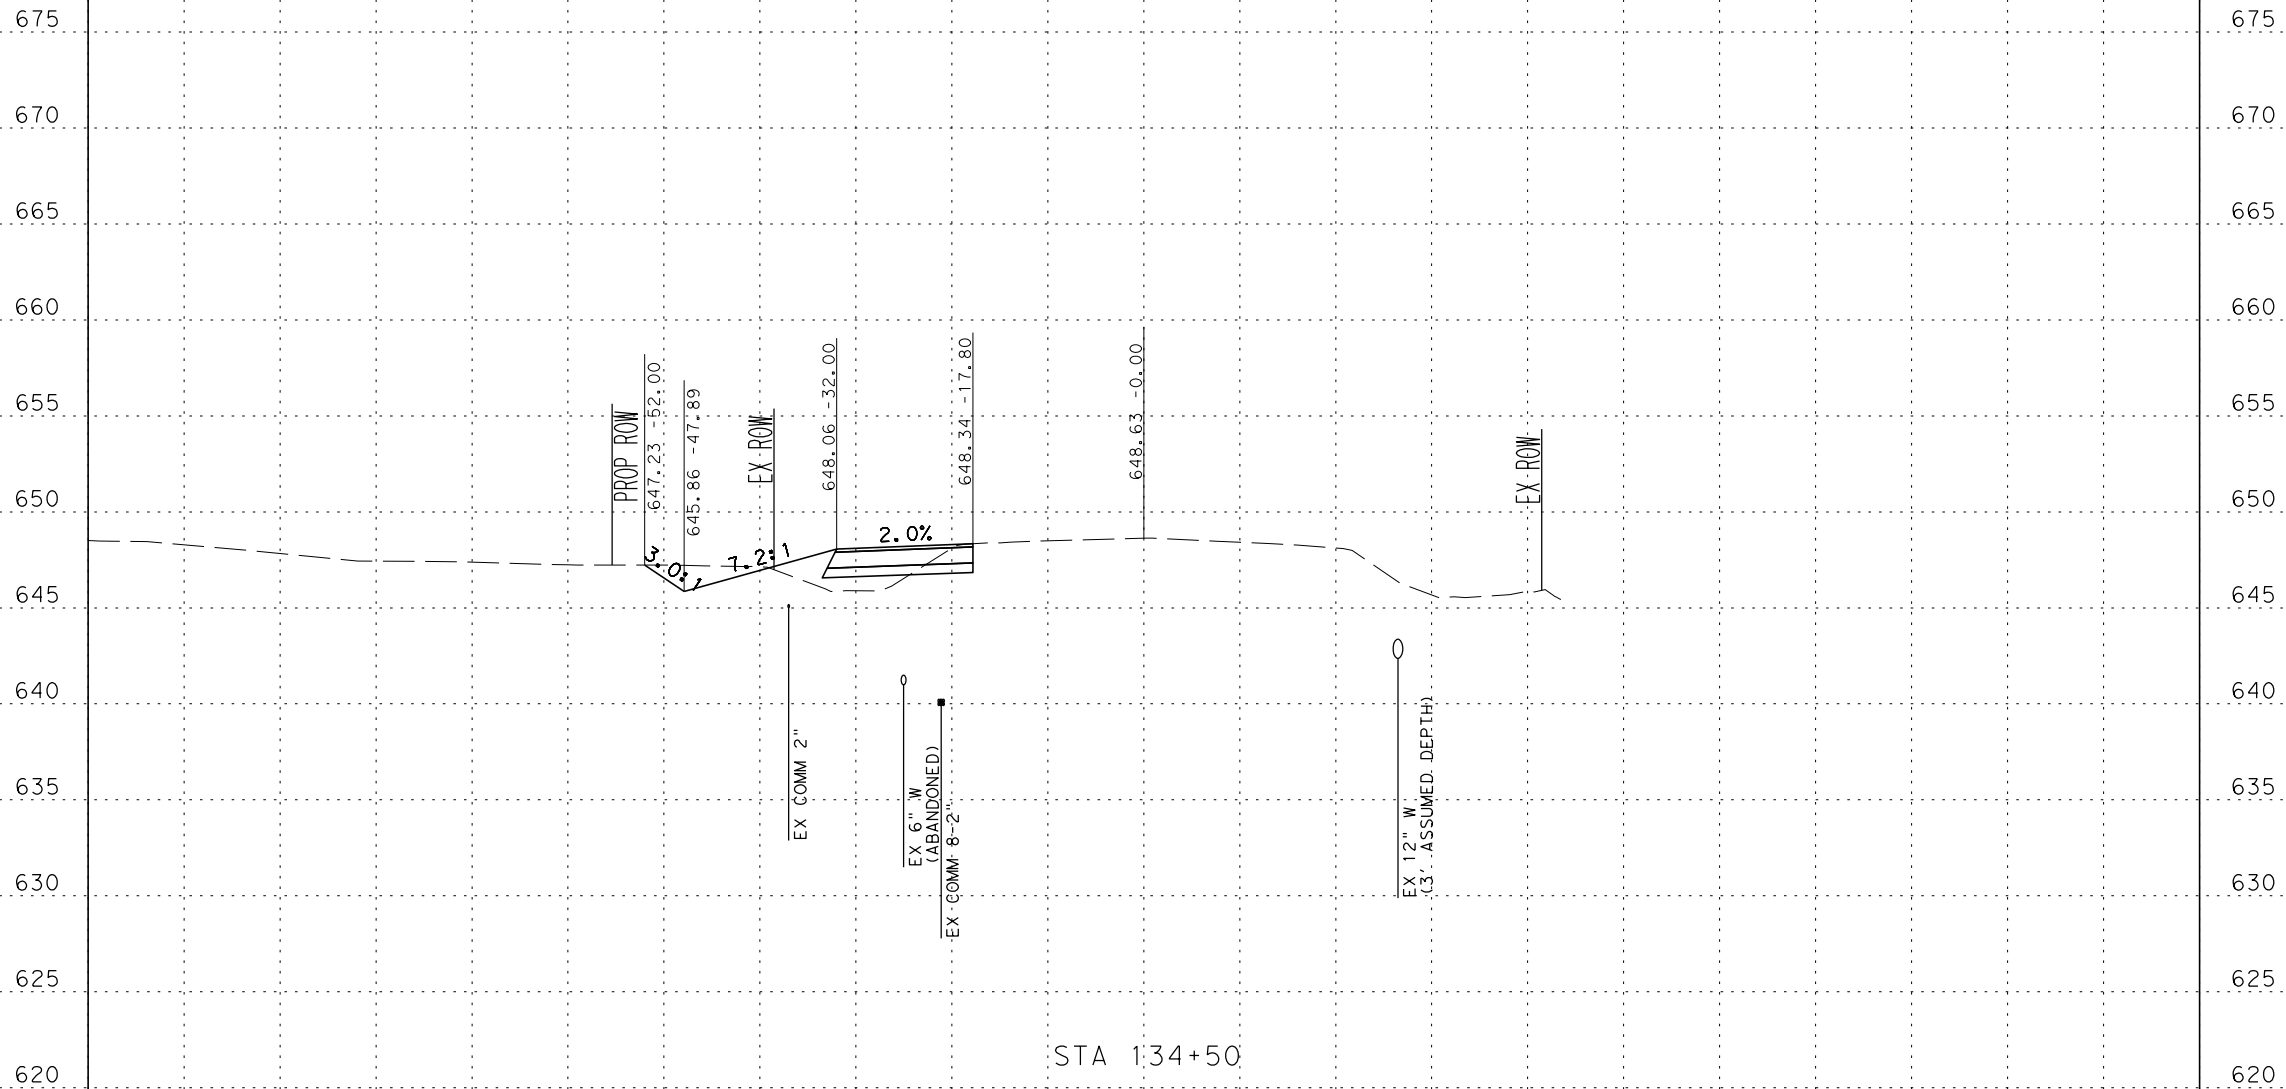 675 675
670 670
665 665
660 660
655 655
650 650
645 645
640 640
635 635
630 630
625 625
620 620
PROP ROW
647.23 -52.00
645.86 -47.89
EX ROW
648.06 -32.00
648.34 -17.80
648.63 -0.00
EX ROW
3.0:1
7.2:1
2.0%
EX COMM 2"
EX 6" W
(ABANDONED)
EX COMM 8-2"
EX 12" W
(3' ASSUMED DEPTH)
STA 134+50